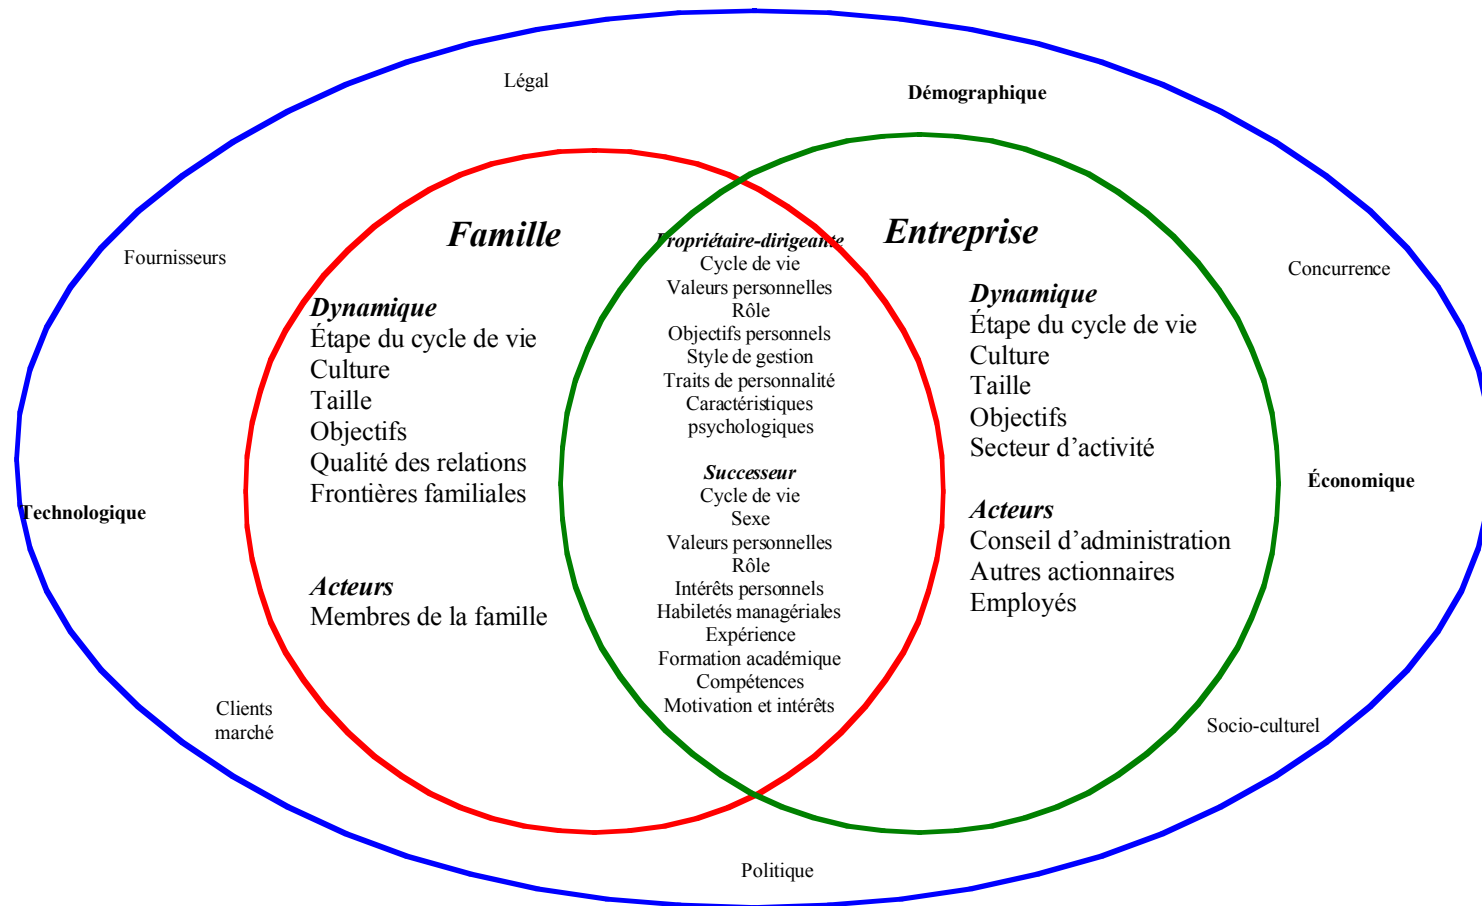 Légal
Démographique
Fournisseurs
Concurrence
Technologique
Économique
Clients
marché
Socio-culturel
Politique
Famille
Dynamique
Étape du cycle de vie
Culture
Taille
Objectifs
Qualité des relations
Frontières familiales
Acteurs
Membres de la famille
Propriétaire-dirigeante
Cycle de vie
Valeurs personnelles
Rôle
Objectifs personnels
Style de gestion
Traits de personnalité
Caractéristiques
psychologiques
Successeur
Cycle de vie
Sexe
Valeurs personnelles
Rôle
Intérêts personnels
Habiletés managériales
Expérience
Formation académique
Compétences
Motivation et intérêts
Entreprise
Dynamique
Étape du cycle de vie
Culture
Taille
Objectifs
Secteur d’activité
Acteurs
Conseil d’administration
Autres actionnaires
Employés